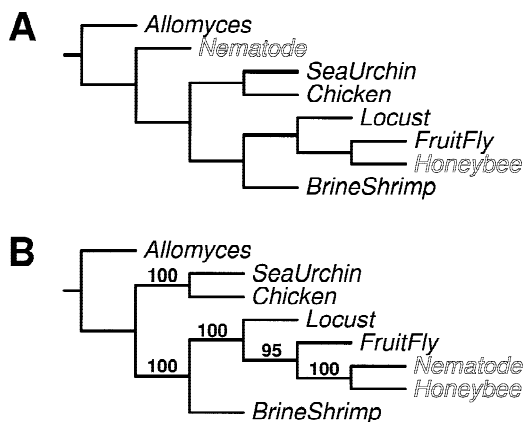 A
Allomyces
Nematode
SeaUrchin
Chicken
Locust
FruitFly
Honeybee
BrineShrimp
B
Allomyces
100
SeaUrchin
Chicken
Locust
100
FruitFly
95
Nematode
100
100
Honeybee
BrineShrimp